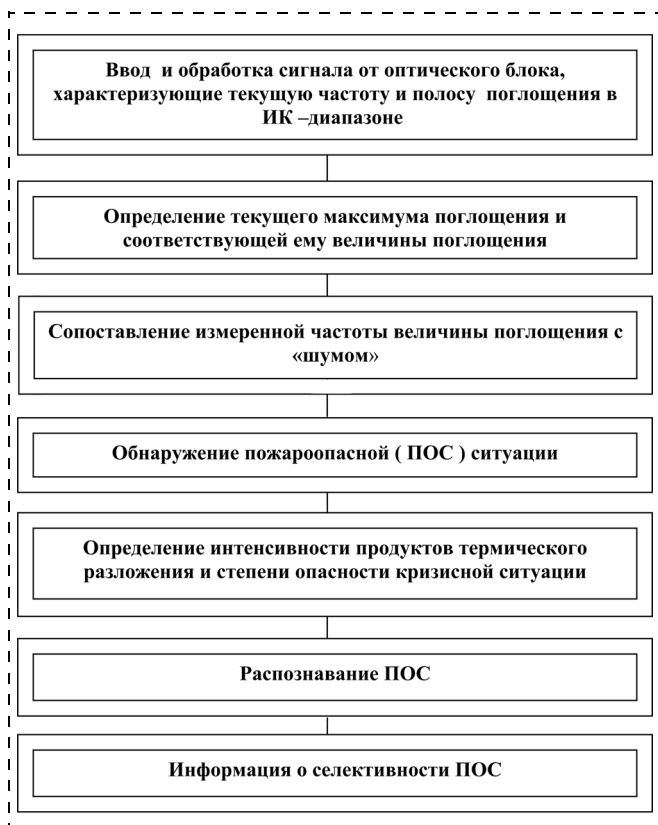 Ввод и обработка сигнала от оптического блока,
характеризующие текущую частоту и полосу поглощения в
ИК –диапазоне
Определение текущего максимума поглощения и
соответствующей ему величины поглощения
Сопоставление измеренной частоты величины поглощения с
«шумом»
Обнаружение пожароопасной ( ПОС ) ситуации
Определение интенсивности продуктов термического
разложения и степени опасности кризисной ситуации
Распознавание ПОС
Информация о селективности ПОС